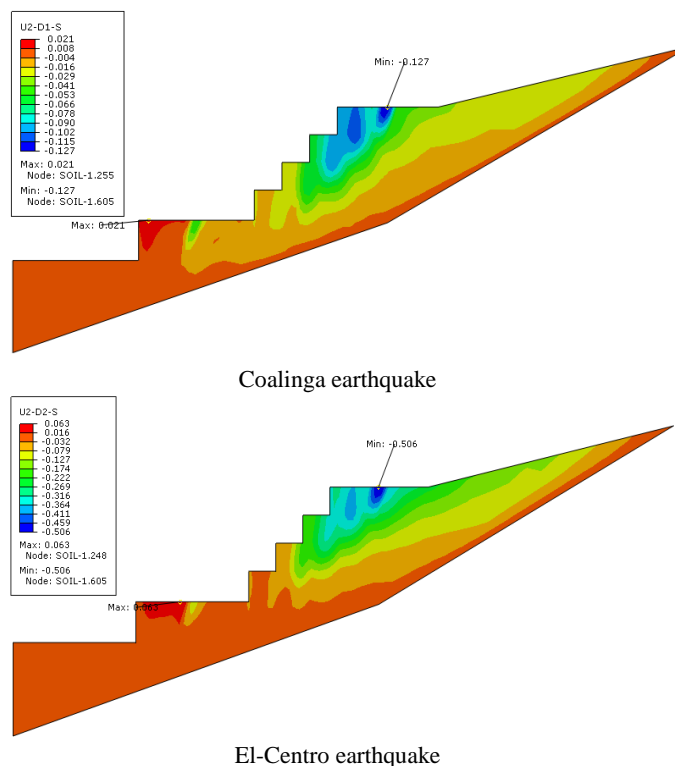 U2-D1-S
0.021
0.008
-0.004
-0.016
-0.029
-0.041
-0.053
-0.066
-0.078
-0.090
-0.102
-0.115
-0.127
Max: 0.021
Node: SOIL-1.255
Min: -0.127
Node: SOIL-1.605
Min: -0.127
Max: 0.021
Coalinga earthquake
U2-D2-S
0.063
0.016
-0.032
-0.079
-0.127
-0.174
-0.222
-0.269
-0.316
-0.364
-0.411
-0.459
-0.506
Max: 0.063
Node: SOIL-1.248
Min: -0.506
Node: SOIL-1.605
Min: -0.506
Max: 0.063
El-Centro earthquake